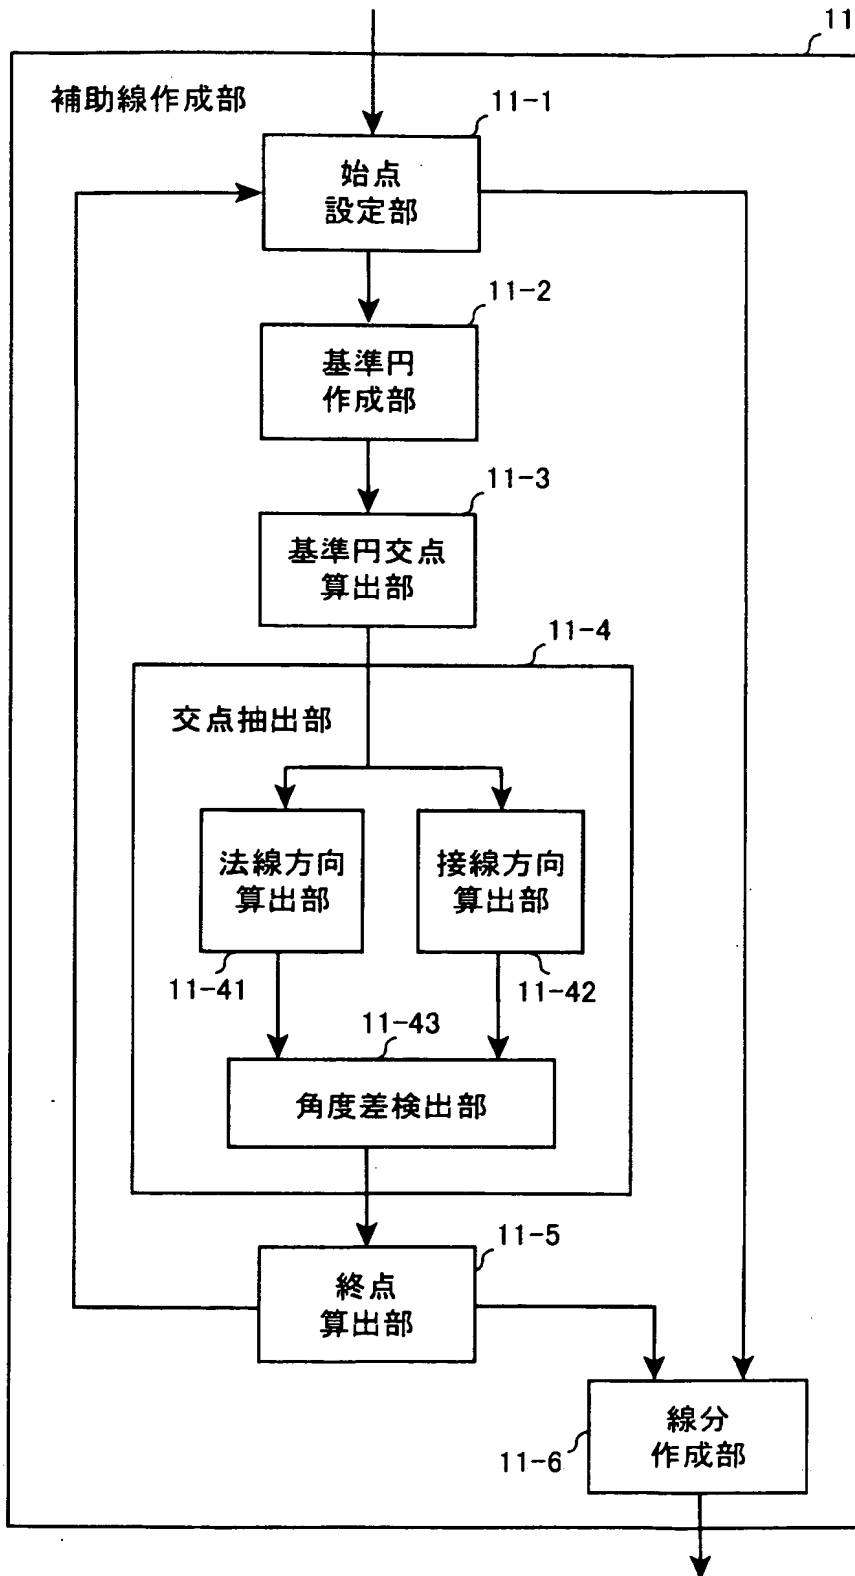 11
補助線作成部
11-1
始点
設定部
11-2
基準円
作成部
11-3
基準円交点
算出部
11-4
交点抽出部
法線方向
算出部
接線方向
算出部
11-41
11-42
11-43
角度差検出部
11-5
終点
算出部
線分
作成部
11-6